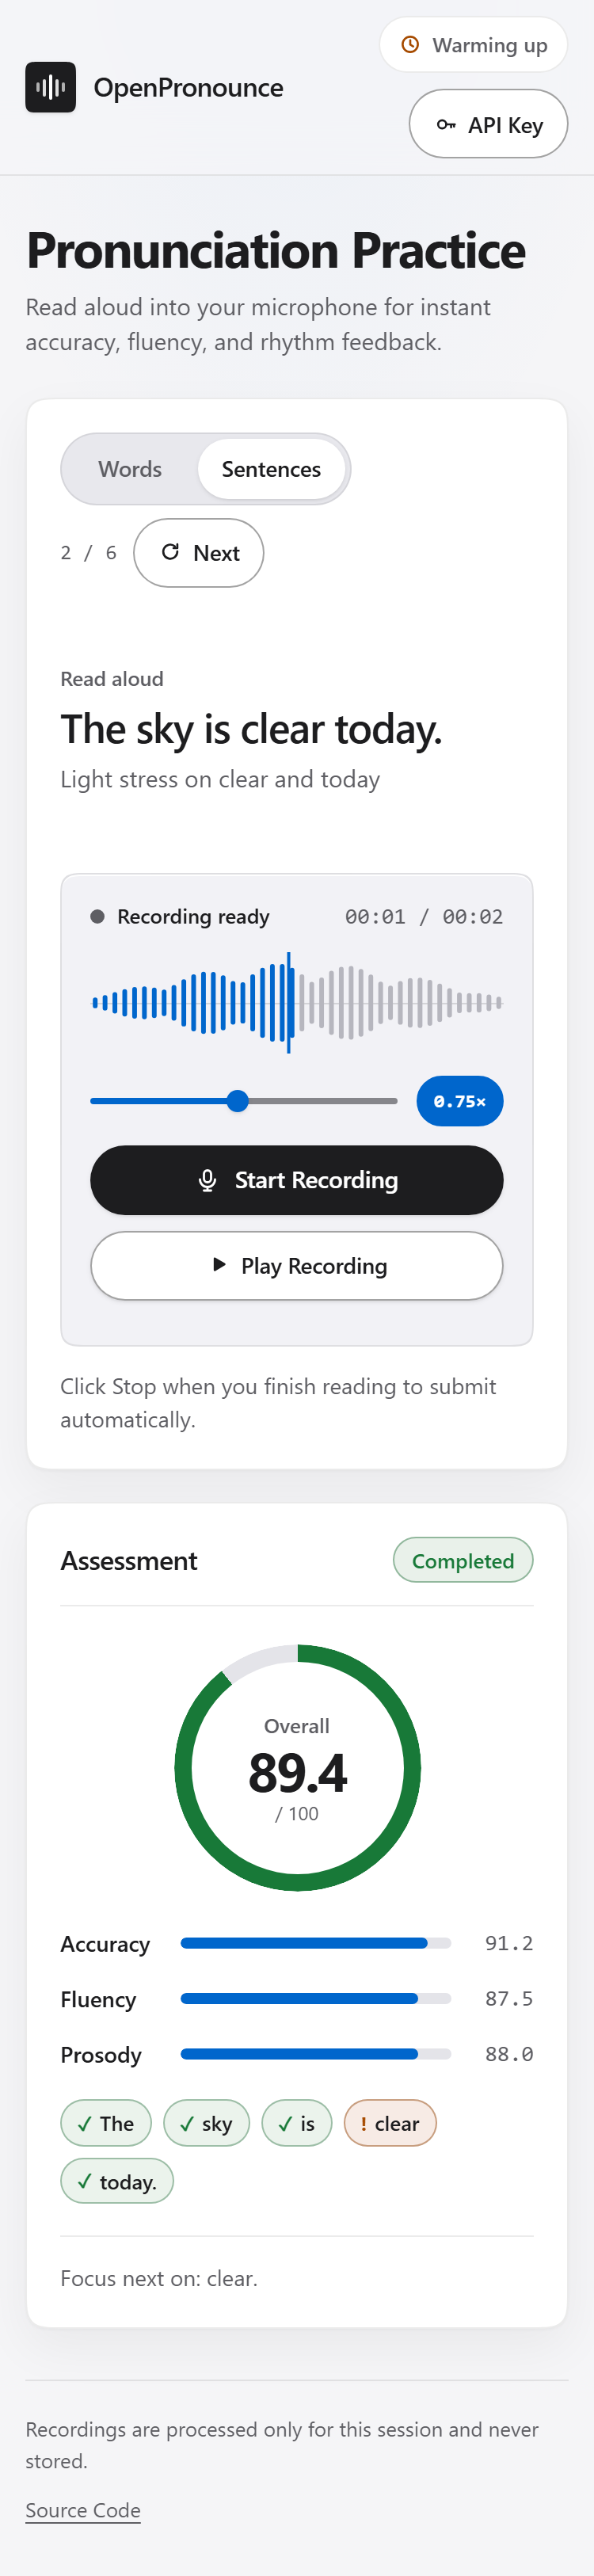 Warming up
OpenPronounce
API Key
Pronunciation Practice
Read aloud into your microphone for instant
accuracy, fluency, and rhythm feedback.
Words Sentences
2 / 6 Next
Read aloud
The sky is clear today.
Light stress on clear and today
Recording ready 00:01 / 00:02
0.75×
Start Recording
Play Recording
Click Stop when you finish reading to submit
automatically.
Assessment Completed
Overall
89.4
/ 100
Accuracy 91.2
Fluency 87.5
Prosody 88.0
✓ The ✓ sky ✓ is ! clear
✓ today.
Focus next on: clear.
Recordings are processed only for this session and never
stored.
Source Code